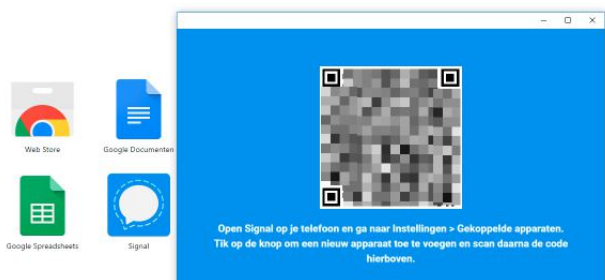 Web Store
Google Documenten
Google Spreadsheets
Signal
Open Signal op je telefoon en ga naar Instellingen > Gekoppelde apparaten.
Tik op de knop om een nieuw apparaat toe te voegen en scan daarna de code
hierboven.